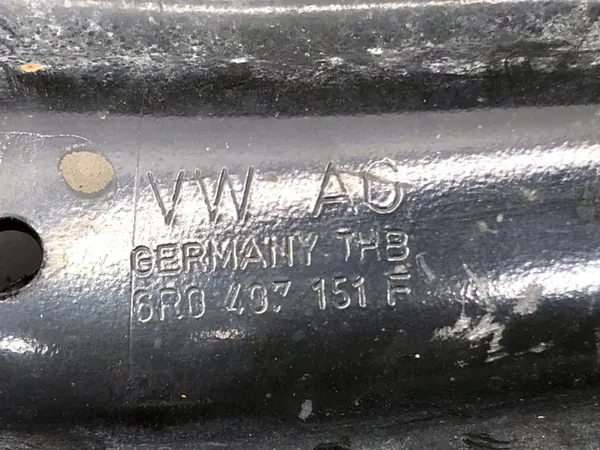 VW AG
GERMANY THB
6R0 407 151 F